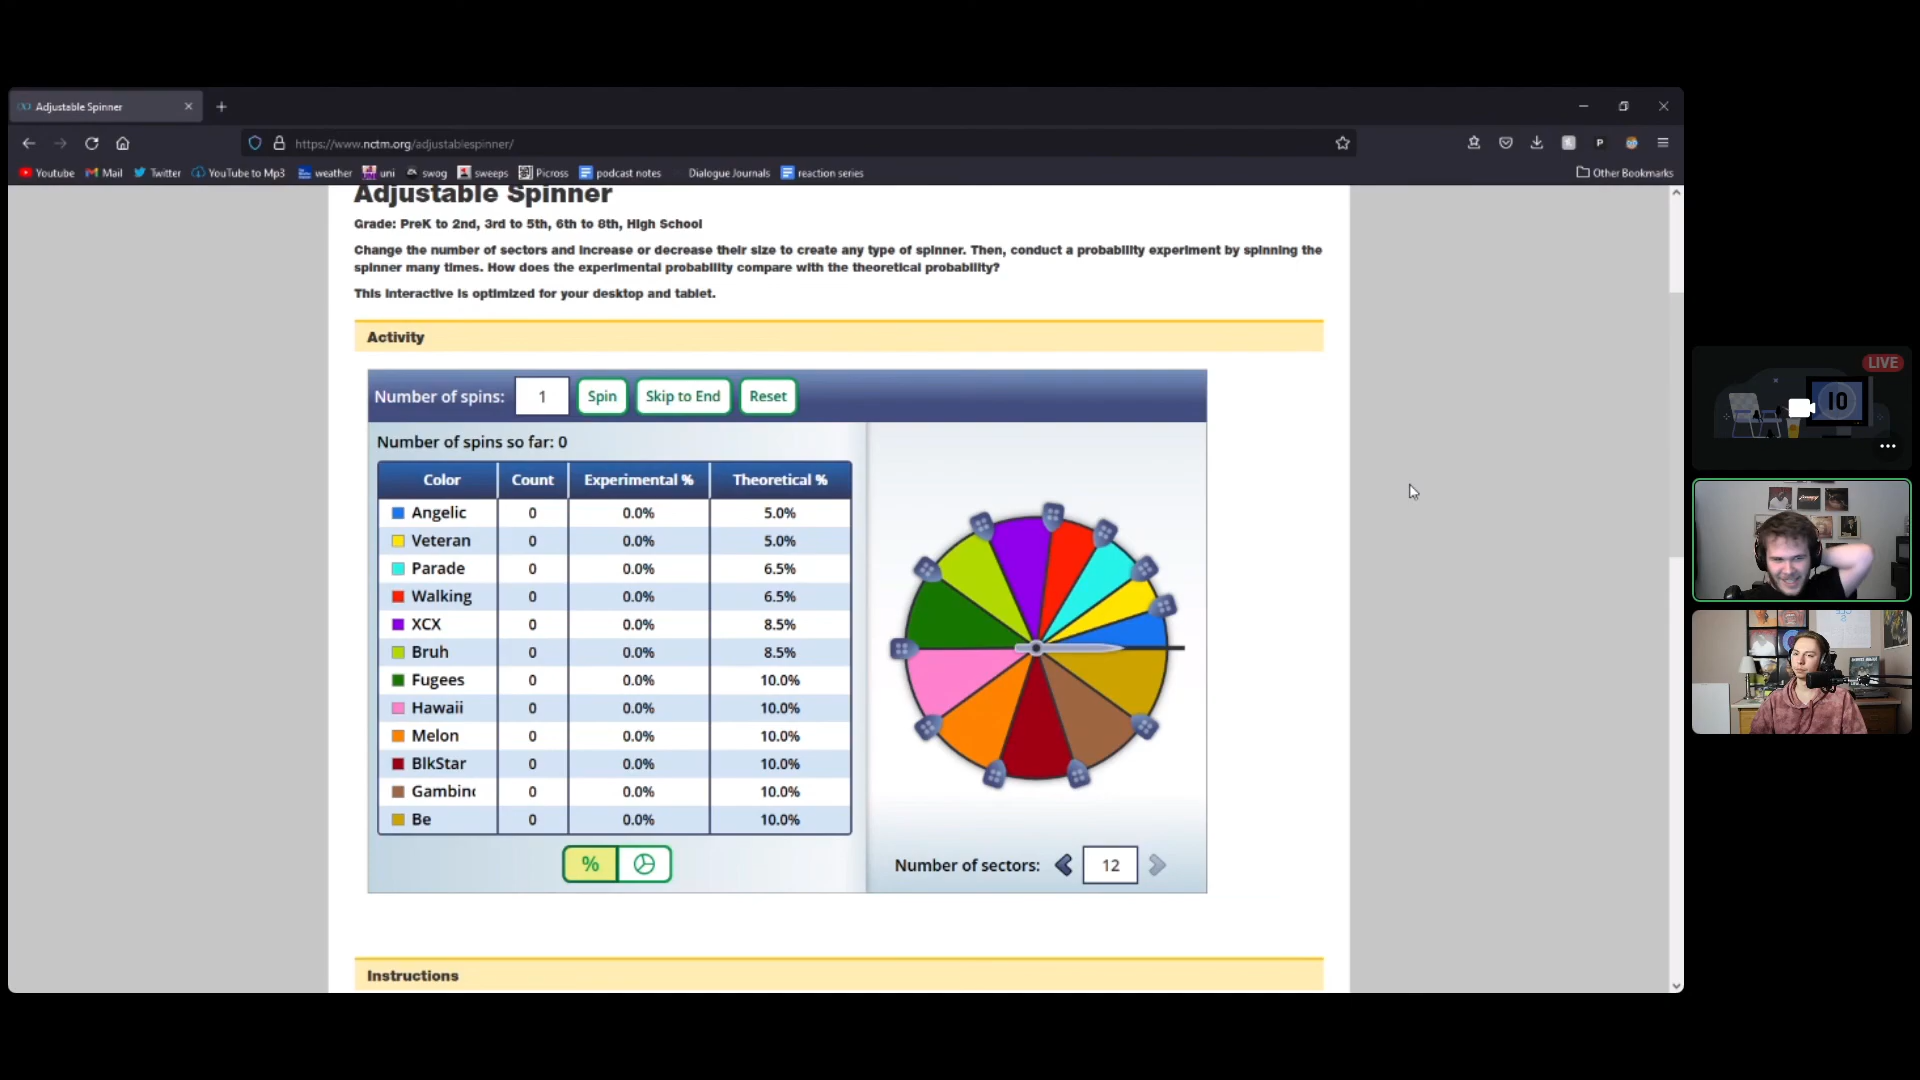 Adjustable Spinner
https://www.nctm.org/adjustablespinner/
Youtube Mail Twitter YouTube to Mp3 weather uni swog sweeps Picross podcast notes Dialogue Journals reaction series Other Bookmarks
Adjustable Spinner
Grade: PreK to 2nd, 3rd to 5th, 6th to 8th, High School
Change the number of sectors and increase or decrease their size to create any type of spinner. Then, conduct a probability experiment by spinning the
spinner many times. How does the experimental probability compare with the theoretical probability?
This interactive is optimized for your desktop and tablet.
Activity
Number of spins: 1 Spin Skip to End Reset
Number of spins so far: 0
Color Count Experimental % Theoretical %
Angelic 0 0.0% 5.0%
Veteran 0 0.0% 5.0%
Parade 0 0.0% 6.5%
Walking 0 0.0% 6.5%
XCX 0 0.0% 8.5%
Bruh 0 0.0% 8.5%
Fugees 0 0.0% 10.0%
Hawaii 0 0.0% 10.0%
Melon 0 0.0% 10.0%
BlkStar 0 0.0% 10.0%
Gambino 0 0.0% 10.0%
Be 0 0.0% 10.0%
%
Number of sectors: 12
Instructions
LIVE
10